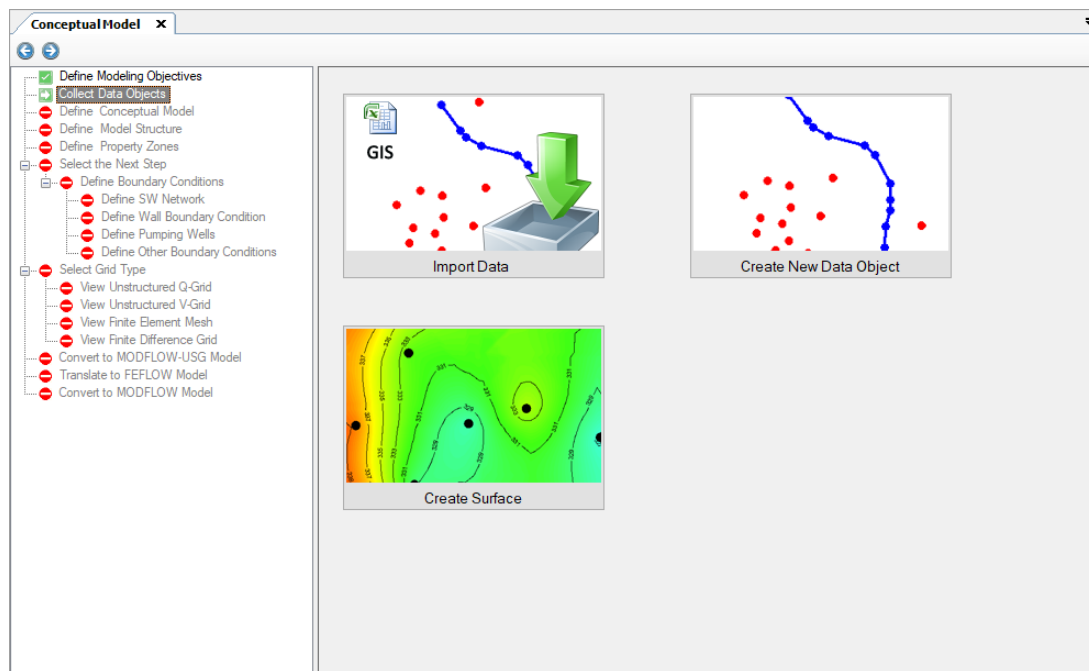 Conceptual Model
Define Modeling Objectives
Collect Data Objects
Define Conceptual Model
Define Model Structure
Define Property Zones
Select the Next Step
Define Boundary Conditions
Define SW Network
Define Wall Boundary Condition
Define Pumping Wells
Define Other Boundary Conditions
Select Grid Type
View Unstructured Q-Grid
View Unstructured V-Grid
View Finite Element Mesh
View Finite Difference Grid
Convert to MODFLOW-USG Model
Translate to FEFLOW Model
Convert to MODFLOW Model
GIS
Import Data
Create New Data Object
Create Surface